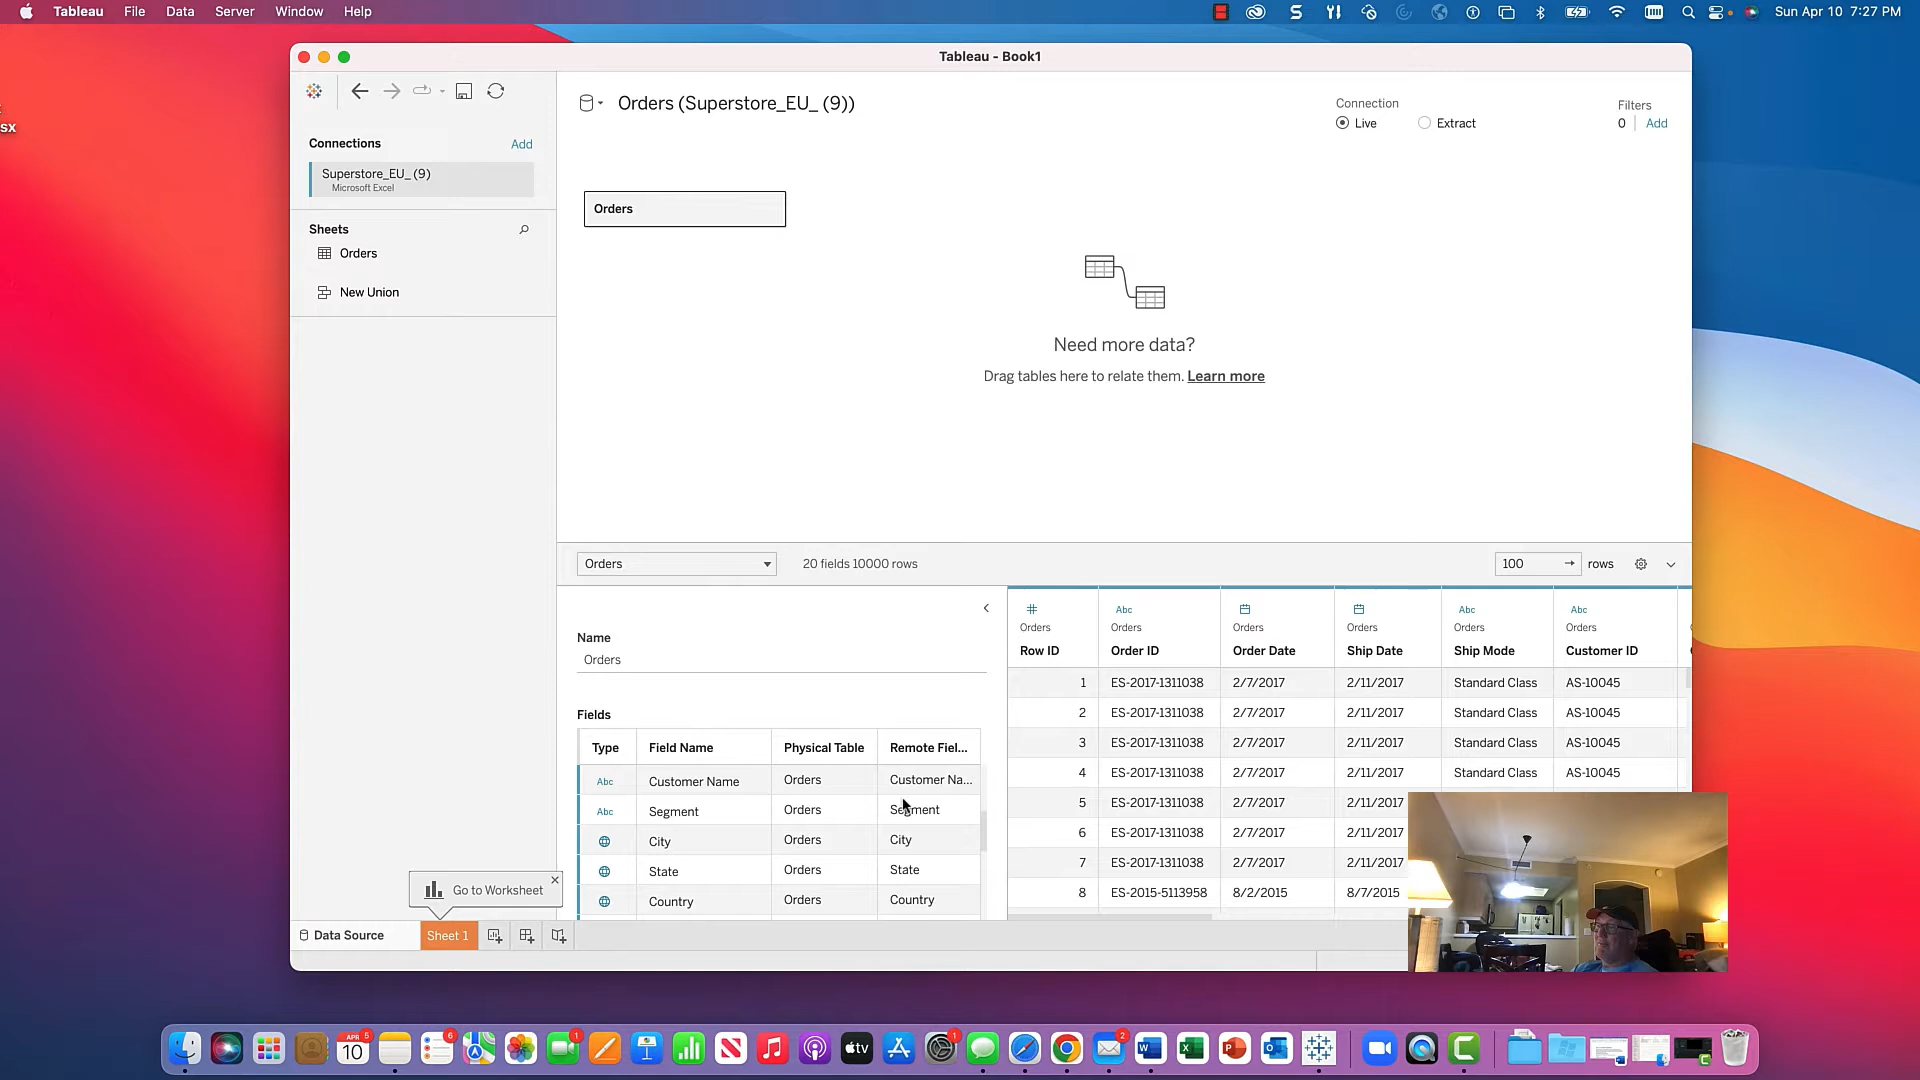 Tableau File Data Server Window Help
Sun Apr 10 7:27 PM
sx
Tableau - Book1
Connections Add
Superstore_EU_ (9)
Microsoft Excel
Sheets
Orders
New Union
Orders (Superstore_EU_ (9))
Connection
Live Extract
Filters
0 Add
Orders
Need more data?
Drag tables here to relate them. Learn more
Orders 20 fields 10000 rows 100 rows
Name
Orders
Fields
Type Field Name Physical Table Remote Fiel...
Abc Customer Name Orders Customer Na...
Abc Segment Orders Segment
City Orders City
State Orders State
Country Orders Country
# Abc Abc Abc
Orders Orders Orders Orders Orders Orders
Row ID Order ID Order Date Ship Date Ship Mode Customer ID
1 ES-2017-1311038 2/7/2017 2/11/2017 Standard Class AS-10045
2 ES-2017-1311038 2/7/2017 2/11/2017 Standard Class AS-10045
3 ES-2017-1311038 2/7/2017 2/11/2017 Standard Class AS-10045
4 ES-2017-1311038 2/7/2017 2/11/2017 Standard Class AS-10045
5 ES-2017-1311038 2/7/2017 2/11/2017
6 ES-2017-1311038 2/7/2017 2/11/2017
7 ES-2017-1311038 2/7/2017 2/11/2017
8 ES-2015-5113958 8/2/2015 8/7/2015
Go to Worksheet
Data Source Sheet 1
APR
10
5
6
1
tv
1
2